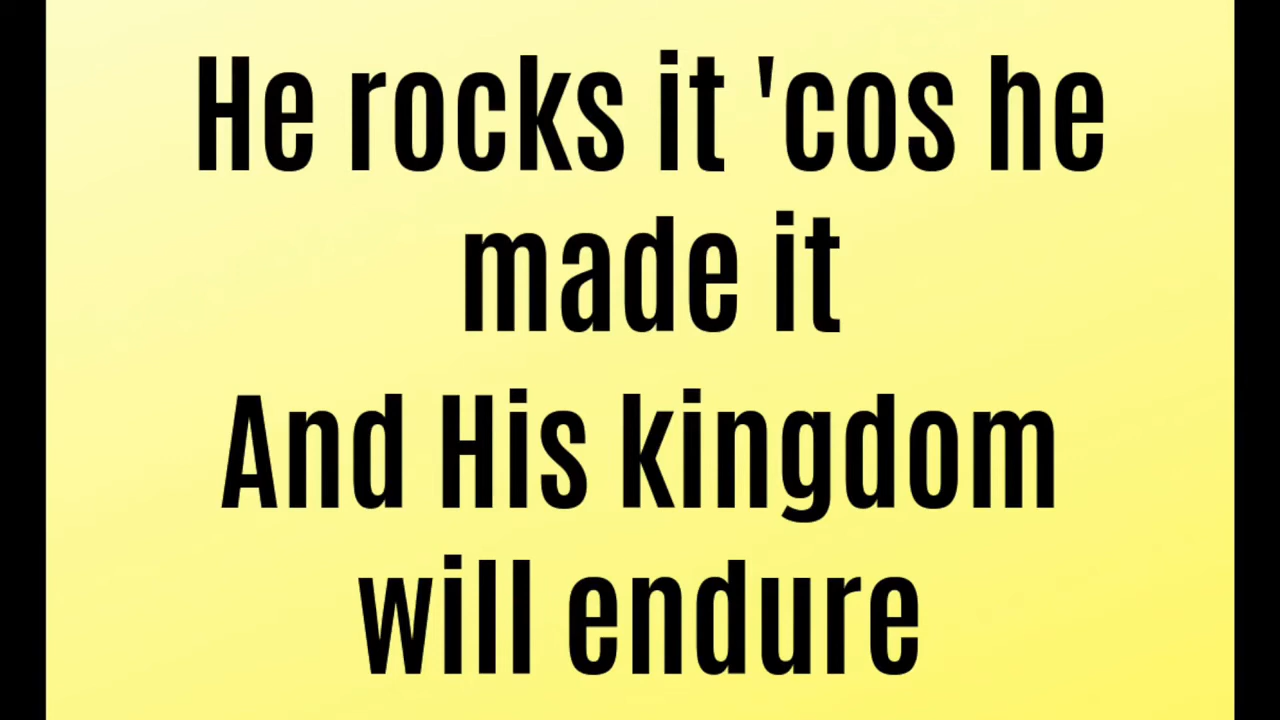 He rocks it 'cos he
made it
And His kingdom
will endure